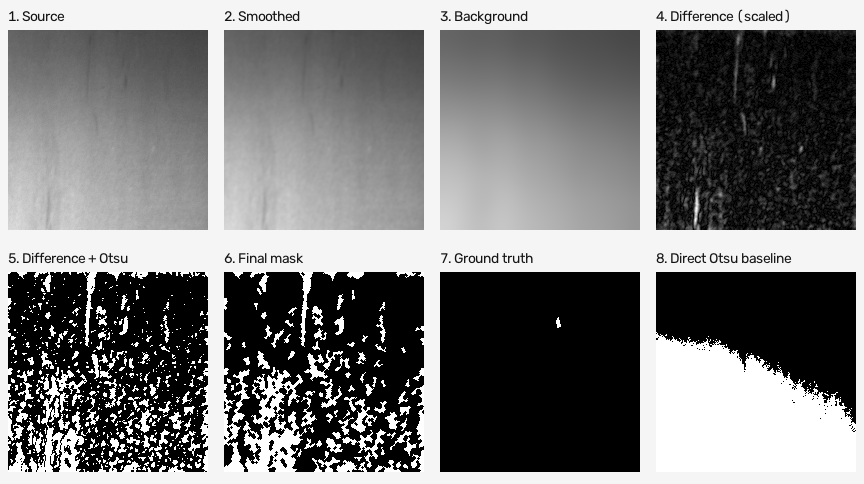 1. Source
2. Smoothed
3. Background
4. Difference (scaled)
5. Difference + Otsu
6. Final mask
7. Ground truth
8. Direct Otsu baseline